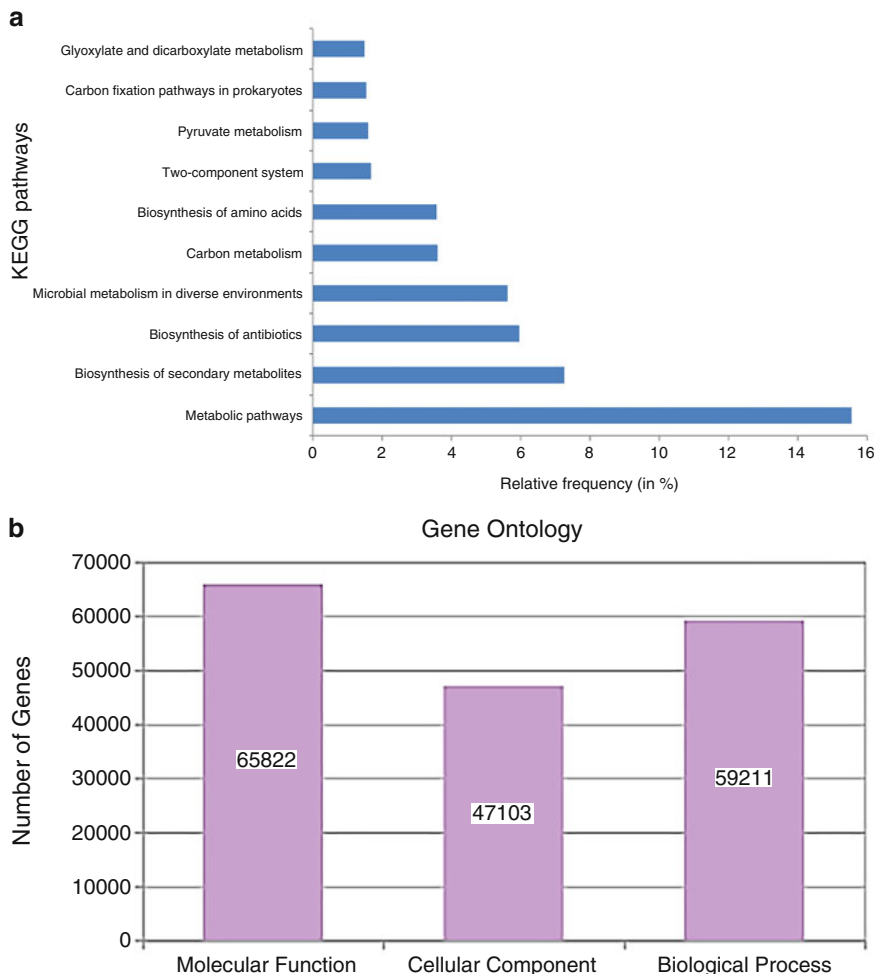 a
KEGG pathways
Glyoxylate and dicarboxylate metabolism
Carbon fixation pathways in prokaryotes
Pyruvate metabolism
Two-component system
Biosynthesis of amino acids
Carbon metabolism
Microbial metabolism in diverse environments
Biosynthesis of antibiotics
Biosynthesis of secondary metabolites
Metabolic pathways
0 2 4 6 8 10 12 14 16
Relative frequency (in %)
b
Gene Ontology
Number of Genes
70000
60000
50000
40000
30000
20000
10000
0
65822
47103
59211
Molecular Function Cellular Component Biological Process